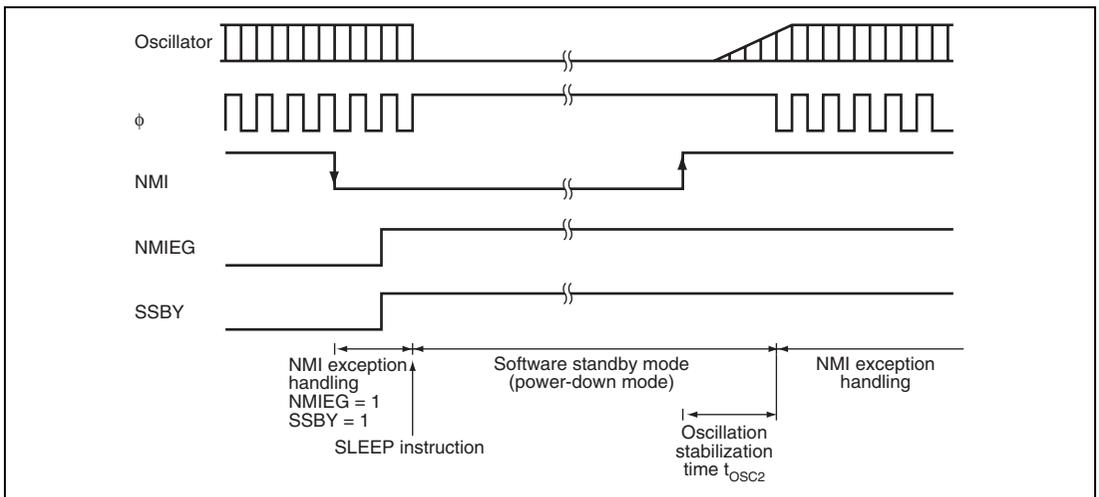 Oscillator
ϕ
NMI
NMIEG
SSBY
NMI exception
handling
NMIEG = 1
SSBY = 1
SLEEP instruction
Software standby mode
(power-down mode)
NMI exception
handling
Oscillation
stabilization
time tOSC2